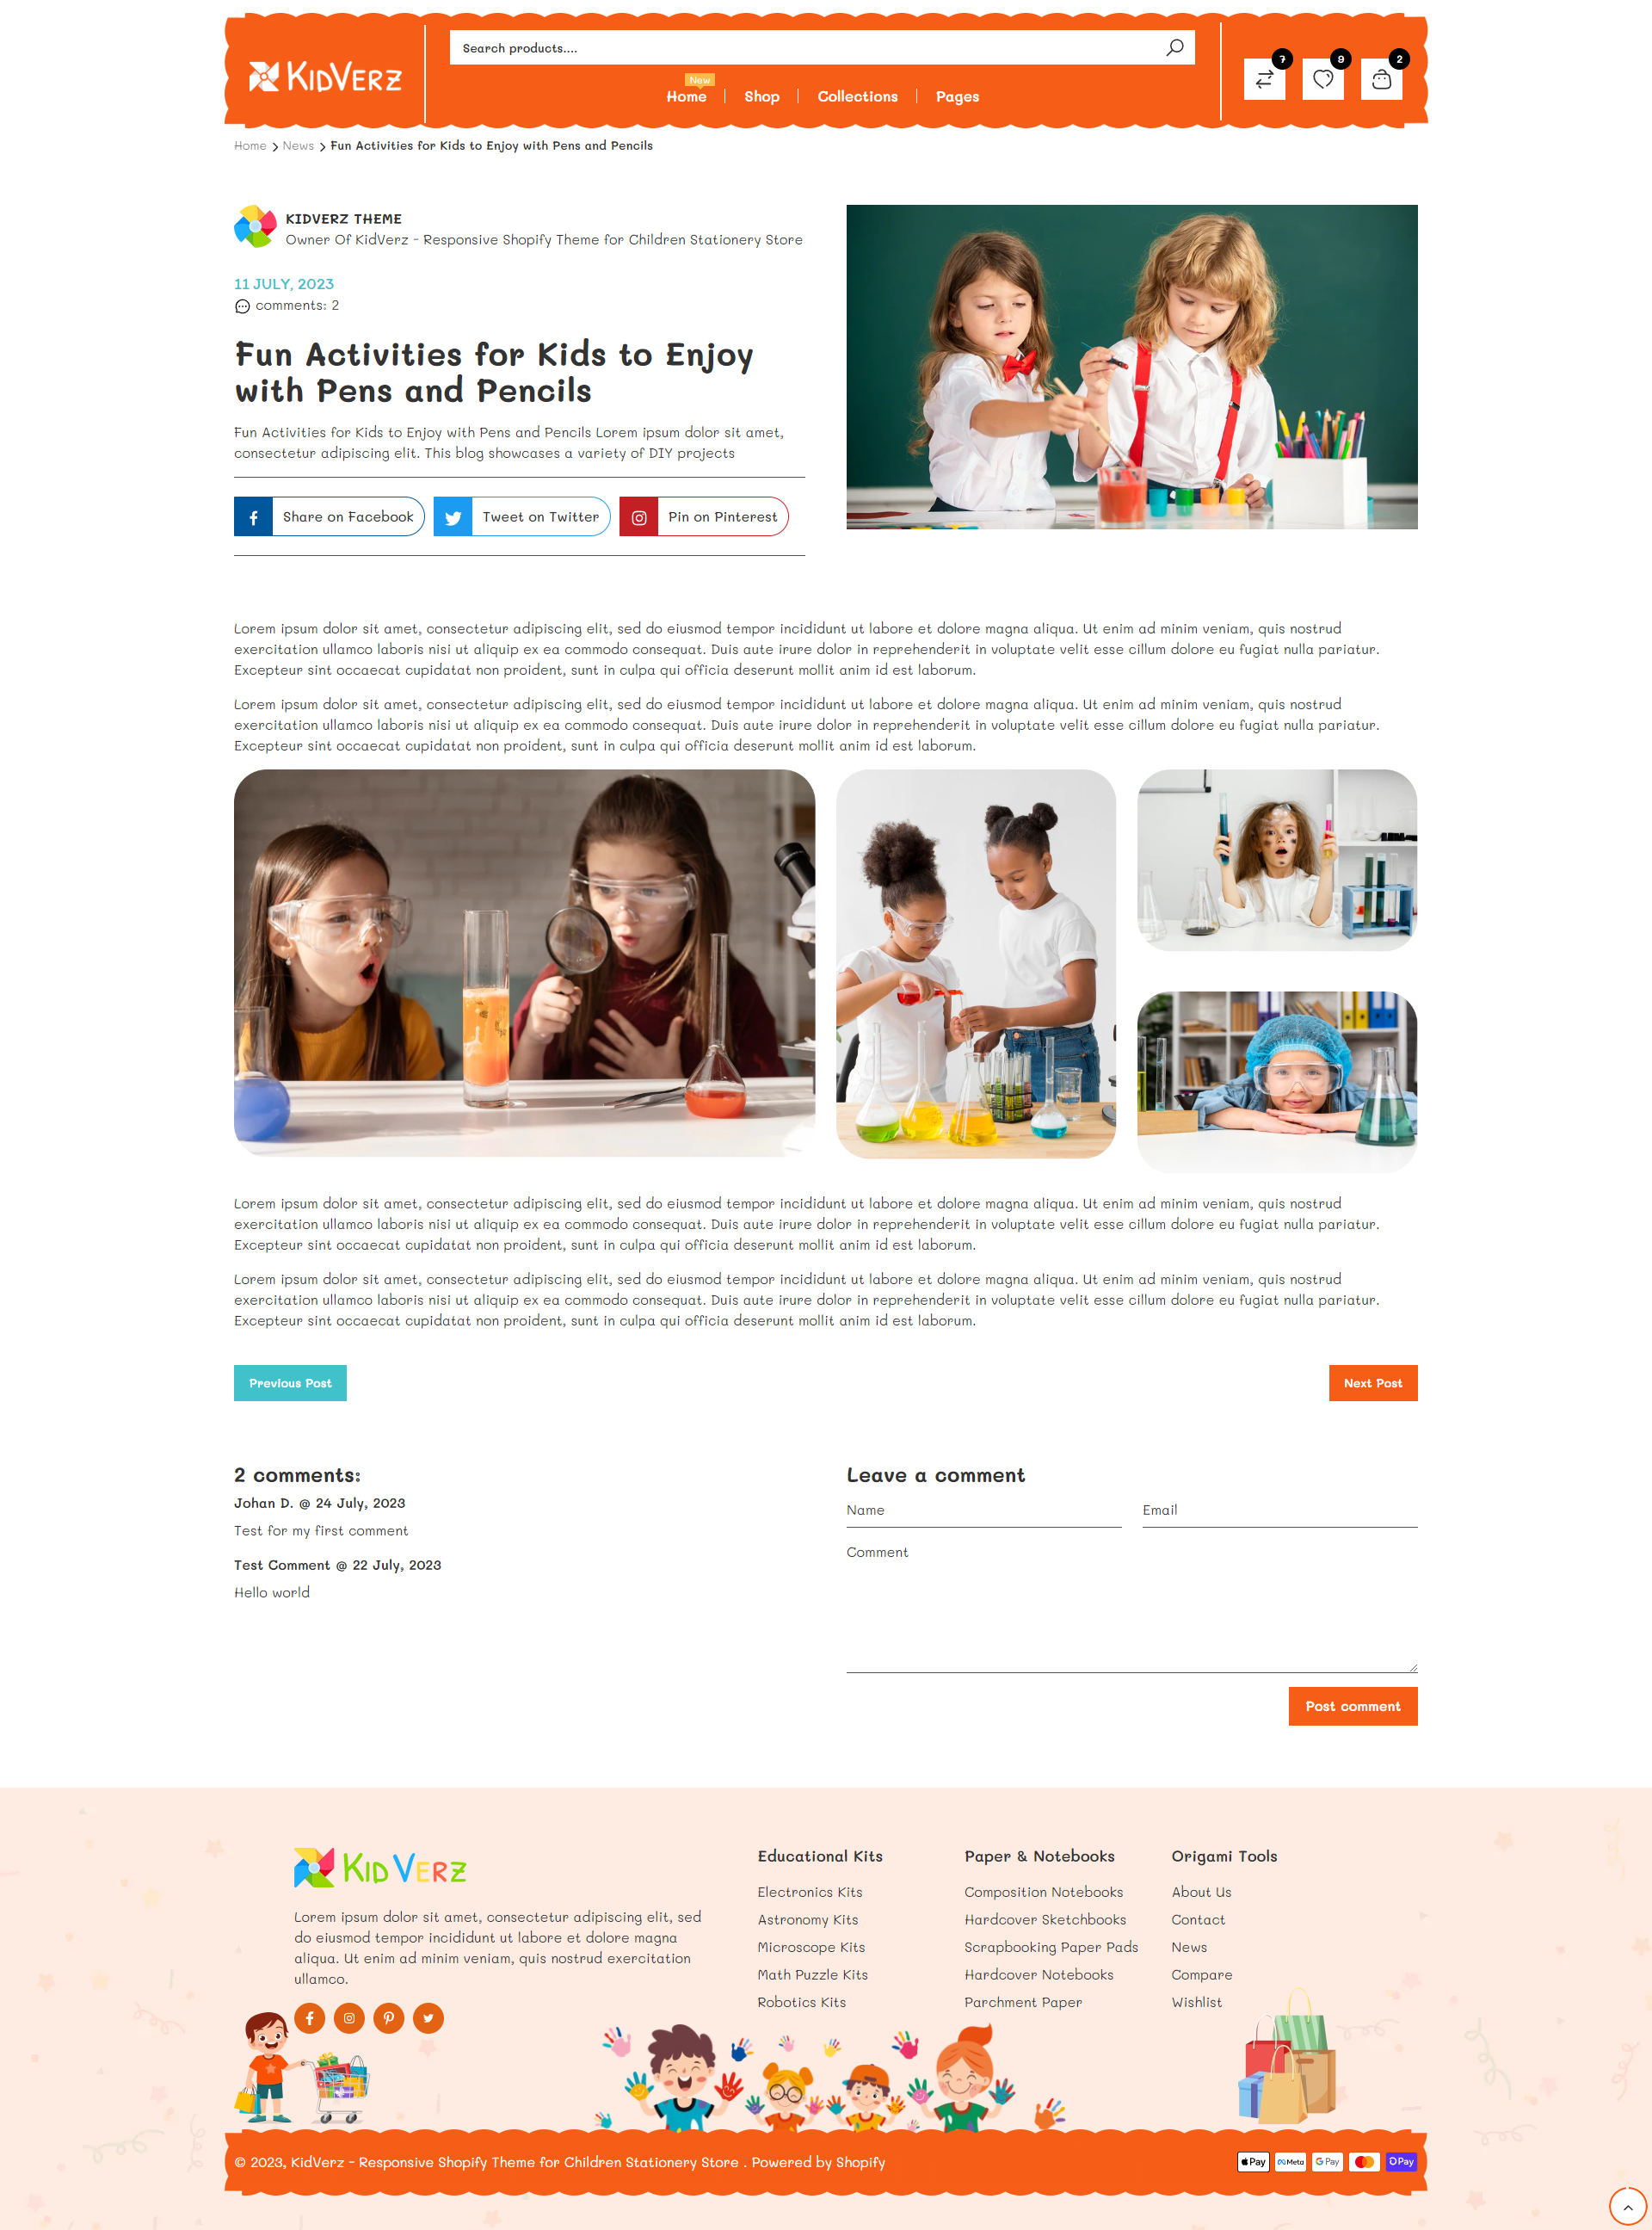 KIDVERZ
Search products....
7
9
2
New
Home
Shop
Collections
Pages
Home > News > Fun Activities for Kids to Enjoy with Pens and Pencils
KIDVERZ THEME
Owner Of KidVerz - Responsive Shopify Theme for Children Stationery Store
11 JULY, 2023
comments: 2
Fun Activities for Kids to Enjoy
with Pens and Pencils
Fun Activities for Kids to Enjoy with Pens and Pencils Lorem ipsum dolor sit amet,
consectetur adipiscing elit. This blog showcases a variety of DIY projects
Share on Facebook
Tweet on Twitter
Pin on Pinterest
Lorem ipsum dolor sit amet, consectetur adipiscing elit, sed do eiusmod tempor incididunt ut labore et dolore magna aliqua. Ut enim ad minim veniam, quis nostrud
exercitation ullamco laboris nisi ut aliquip ex ea commodo consequat. Duis aute irure dolor in reprehenderit in voluptate velit esse cillum dolore eu fugiat nulla pariatur.
Excepteur sint occaecat cupidatat non proident, sunt in culpa qui officia deserunt mollit anim id est laborum.
Lorem ipsum dolor sit amet, consectetur adipiscing elit, sed do eiusmod tempor incididunt ut labore et dolore magna aliqua. Ut enim ad minim veniam, quis nostrud
exercitation ullamco laboris nisi ut aliquip ex ea commodo consequat. Duis aute irure dolor in reprehenderit in voluptate velit esse cillum dolore eu fugiat nulla pariatur.
Excepteur sint occaecat cupidatat non proident, sunt in culpa qui officia deserunt mollit anim id est laborum.
Lorem ipsum dolor sit amet, consectetur adipiscing elit, sed do eiusmod tempor incididunt ut labore et dolore magna aliqua. Ut enim ad minim veniam, quis nostrud
exercitation ullamco laboris nisi ut aliquip ex ea commodo consequat. Duis aute irure dolor in reprehenderit in voluptate velit esse cillum dolore eu fugiat nulla pariatur.
Excepteur sint occaecat cupidatat non proident, sunt in culpa qui officia deserunt mollit anim id est laborum.
Lorem ipsum dolor sit amet, consectetur adipiscing elit, sed do eiusmod tempor incididunt ut labore et dolore magna aliqua. Ut enim ad minim veniam, quis nostrud
exercitation ullamco laboris nisi ut aliquip ex ea commodo consequat. Duis aute irure dolor in reprehenderit in voluptate velit esse cillum dolore eu fugiat nulla pariatur.
Excepteur sint occaecat cupidatat non proident, sunt in culpa qui officia deserunt mollit anim id est laborum.
Previous Post
Next Post
2 comments:
Johan D. @ 24 July, 2023
Test for my first comment
Test Comment @ 22 July, 2023
Hello world
Leave a comment
Name
Email
Comment
Post comment
KID VERZ
Lorem ipsum dolor sit amet, consectetur adipiscing elit, sed
do eiusmod tempor incididunt ut labore et dolore magna
aliqua. Ut enim ad minim veniam, quis nostrud exercitation
ullamco.
Educational Kits
Electronics Kits
Astronomy Kits
Microscope Kits
Math Puzzle Kits
Robotics Kits
Paper & Notebooks
Composition Notebooks
Hardcover Sketchbooks
Scrapbooking Paper Pads
Hardcover Notebooks
Parchment Paper
Origami Tools
About Us
Contact
News
Compare
Wishlist
© 2023, KidVerz - Responsive Shopify Theme for Children Stationery Store . Powered by Shopify
Pay
Meta
G Pay
Pay